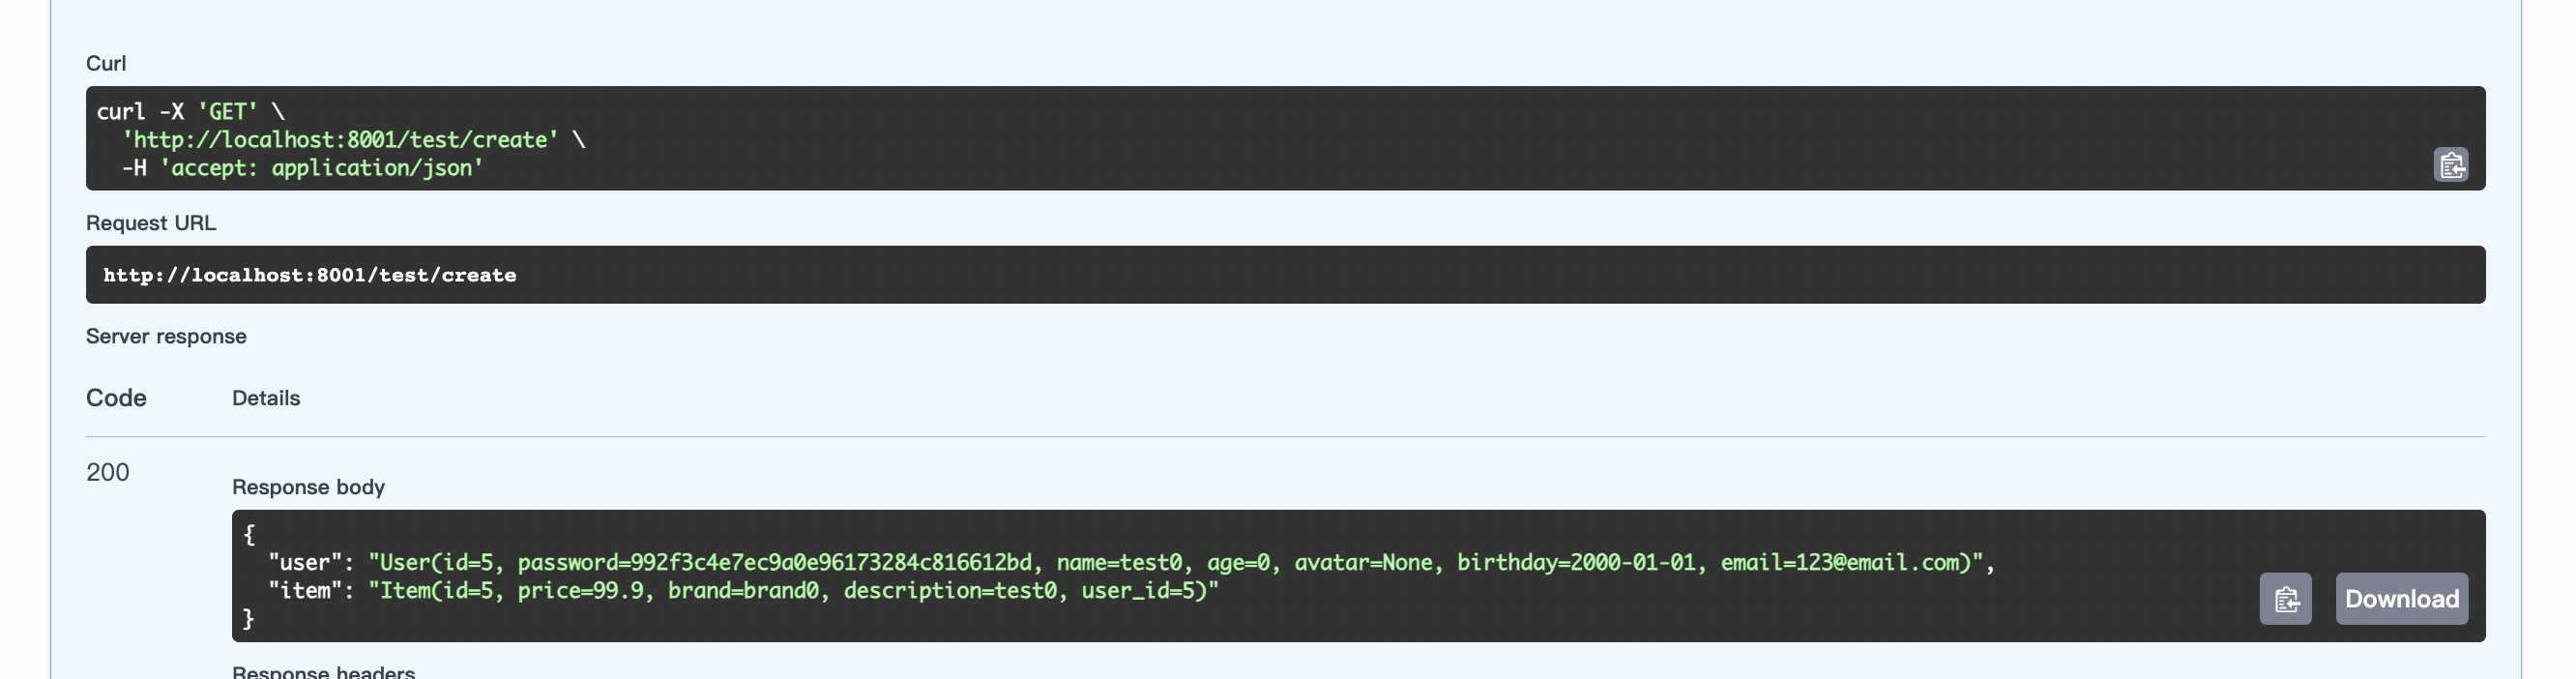 Curl
curl -X 'GET' \
  'http://localhost:8001/test/create' \
  -H 'accept: application/json'
Request URL
http://localhost:8001/test/create
Server response
Code Details
200
Response body
{
  "user": "User(id=5, password=992f3c4e7ec9a0e96173284c816612bd, name=test0, age=0, avatar=None, birthday=2000-01-01, email=123@email.com)",
  "item": "Item(id=5, price=99.9, brand=brand0, description=test0, user_id=5)"
}
Download
Response headers